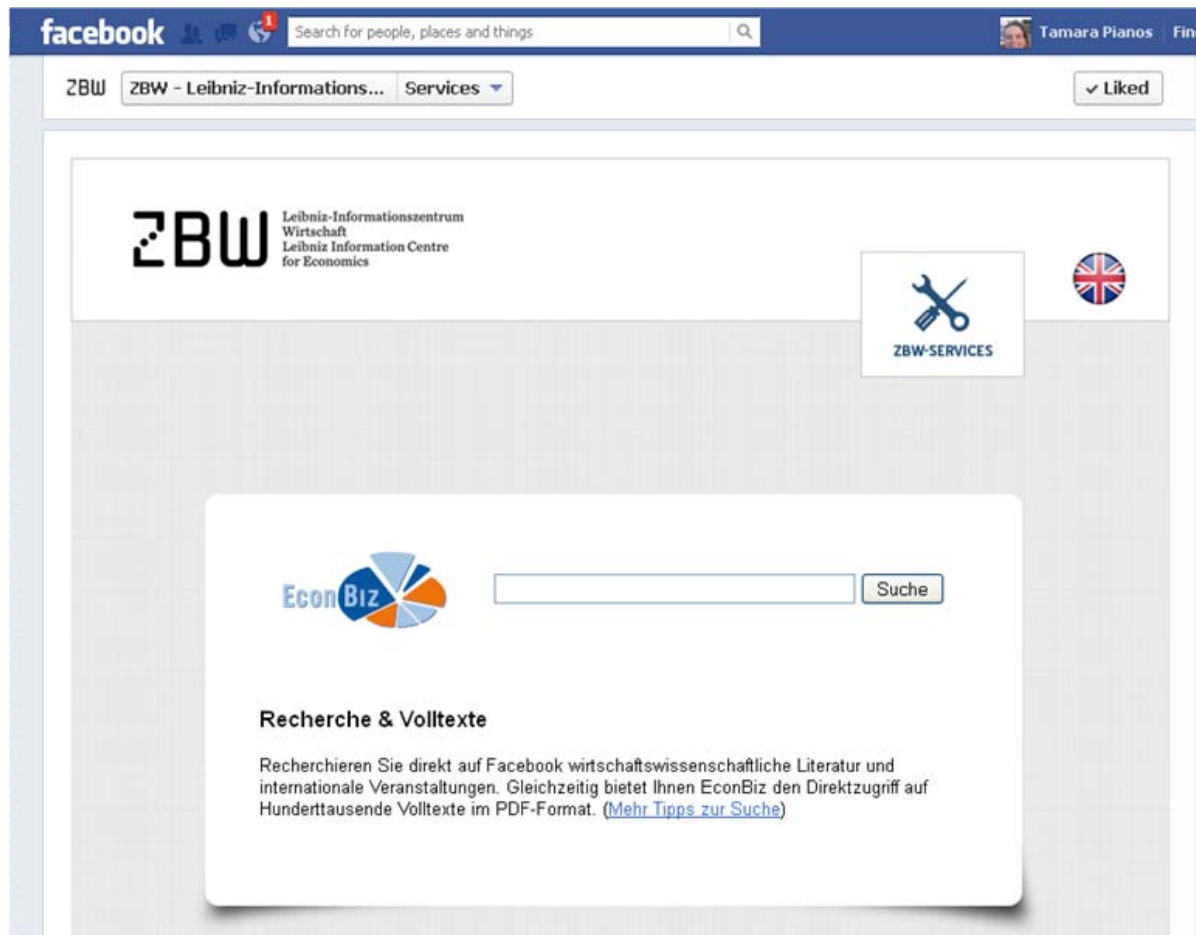 facebook 1 Search for people, places and things Tamara Pianos Fin
ZBW ZBW - Leibniz-Informations... Services ✓ Liked
ZBW
Leibniz-Informationszentrum
Wirtschaft
Leibniz Information Centre
for Economics
ZBW-SERVICES
EconBiz Suche
Recherche & Volltexte
Recherchieren Sie direkt auf Facebook wirtschaftswissenschaftliche Literatur und
internationale Veranstaltungen. Gleichzeitig bietet Ihnen EconBiz den Direktzugriff auf
Hunderttausende Volltexte im PDF-Format. (Mehr Tipps zur Suche)